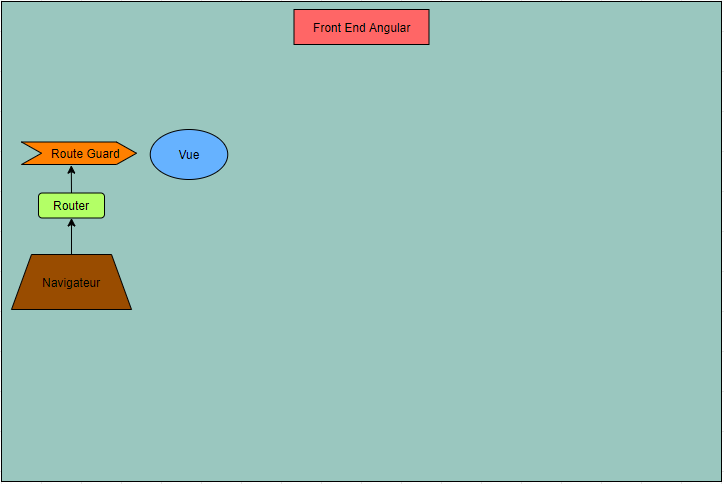 Front End Angular
Route Guard
Vue
Router
Navigateur